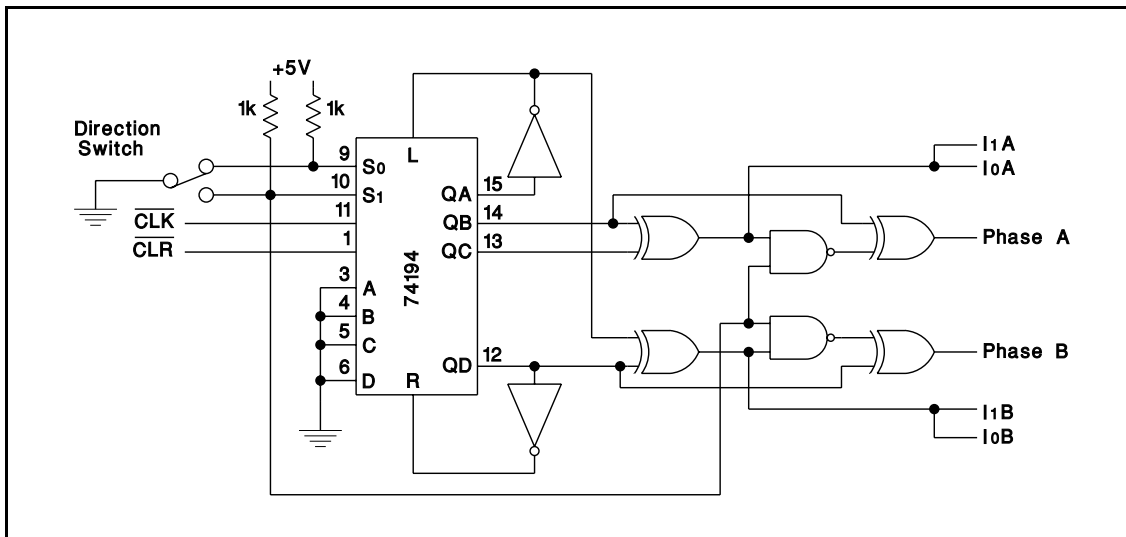 +5V
1k
1k
Direction
Switch
9
S0
10
S1
11
CLK
1
CLR
3
A
4
B
5
C
6
D
L
R
74194
QA
15
QB
14
QC
13
QD
12
I1A
I0A
Phase A
Phase B
I1B
I0B